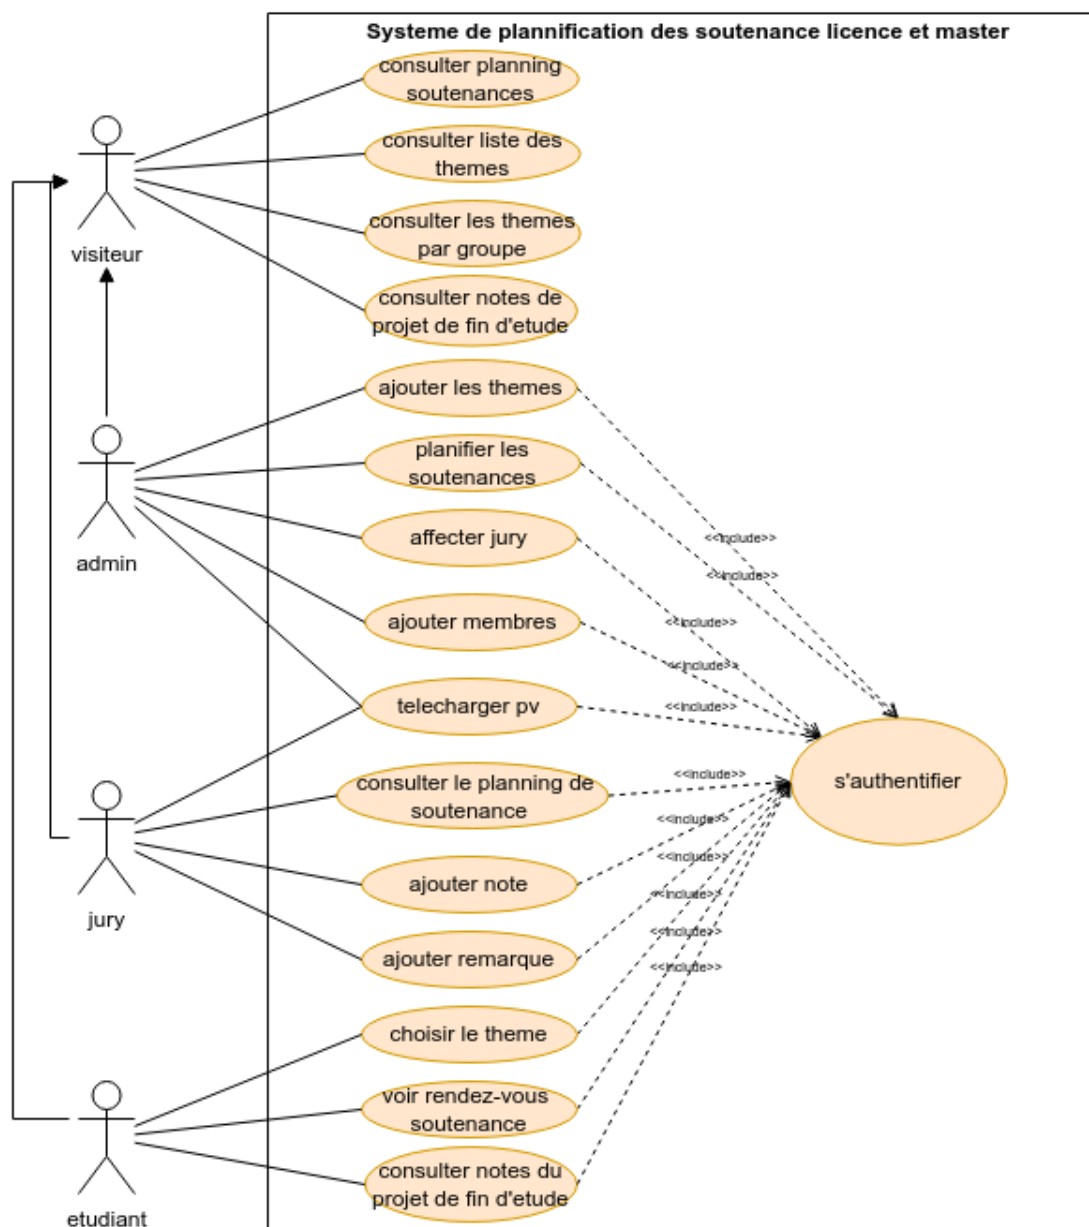 Systeme de plannification des soutenance licence et master
consulter planning
soutenances
consulter liste des
themes
consulter les themes
par groupe
visiteur
consulter notes de
projet de fin d'etude
ajouter les themes
planifier les
soutenances
<<include>>
affecter jury
admin
<<include>>
ajouter membres
<<include>>
<<include>>
telecharger pv
<<include>>
consulter le planning de
soutenance
<<include>>
s'authentifier
<<include>>
<<include>>
ajouter note
<<include>>
jury
<<include>>
ajouter remarque
<<include>>
choisir le theme
voir rendez-vous
soutenance
consulter notes du
projet de fin d'etude
etudiant